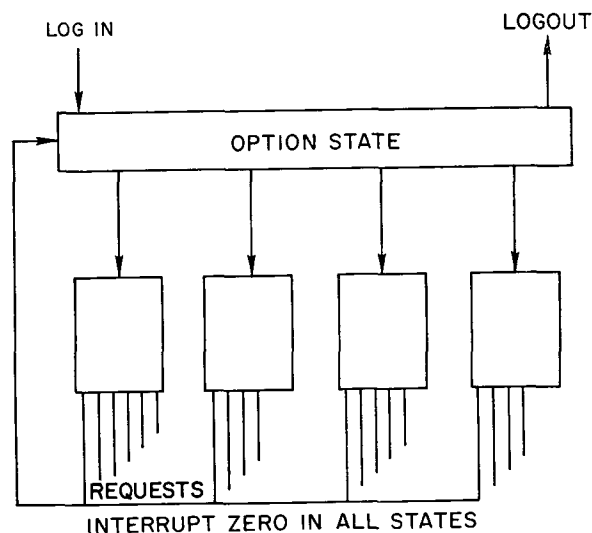 LOG IN
LOGOUT
OPTION STATE
REQUESTS
INTERRUPT ZERO IN ALL STATES